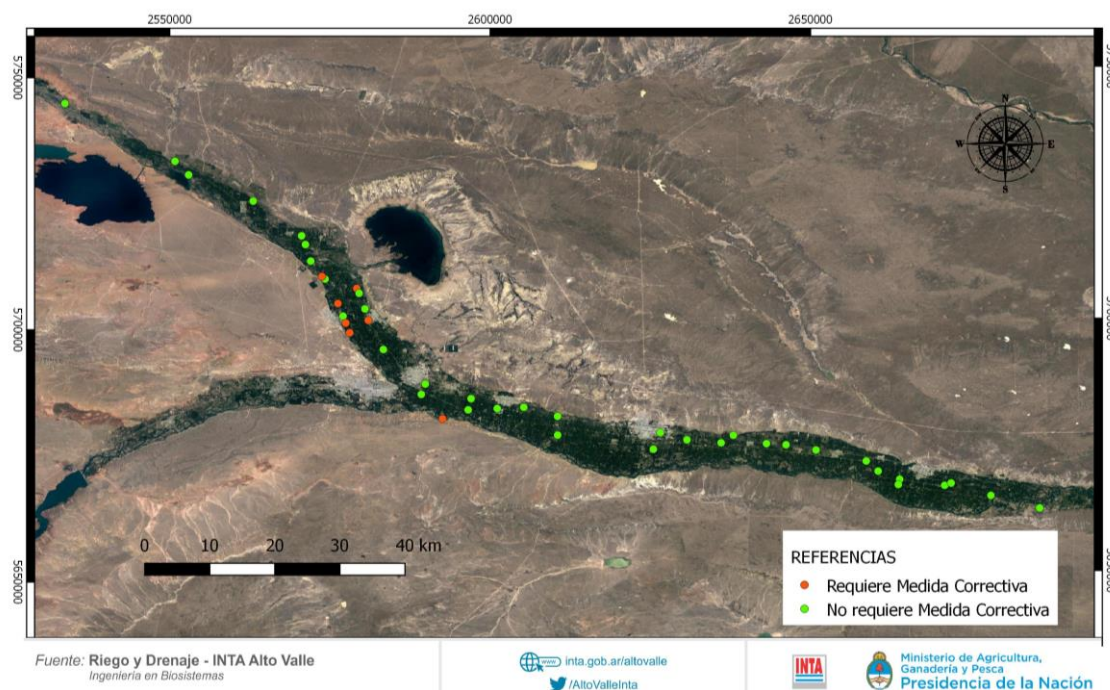 2550000
2600000
2650000
5750000
5700000
5650000
N
W
E
S
0 10 20 30 40 km
REFERENCIAS
Requiere Medida Correctiva
No requiere Medida Correctiva
Fuente: Riego y Drenaje - INTA Alto Valle
Ingeniería en Biosistemas
www
inta.gob.ar/altovalle
/AltoValleInta
INTA
Ministerio de Agricultura,
Ganadería y Pesca
Presidencia de la Nación